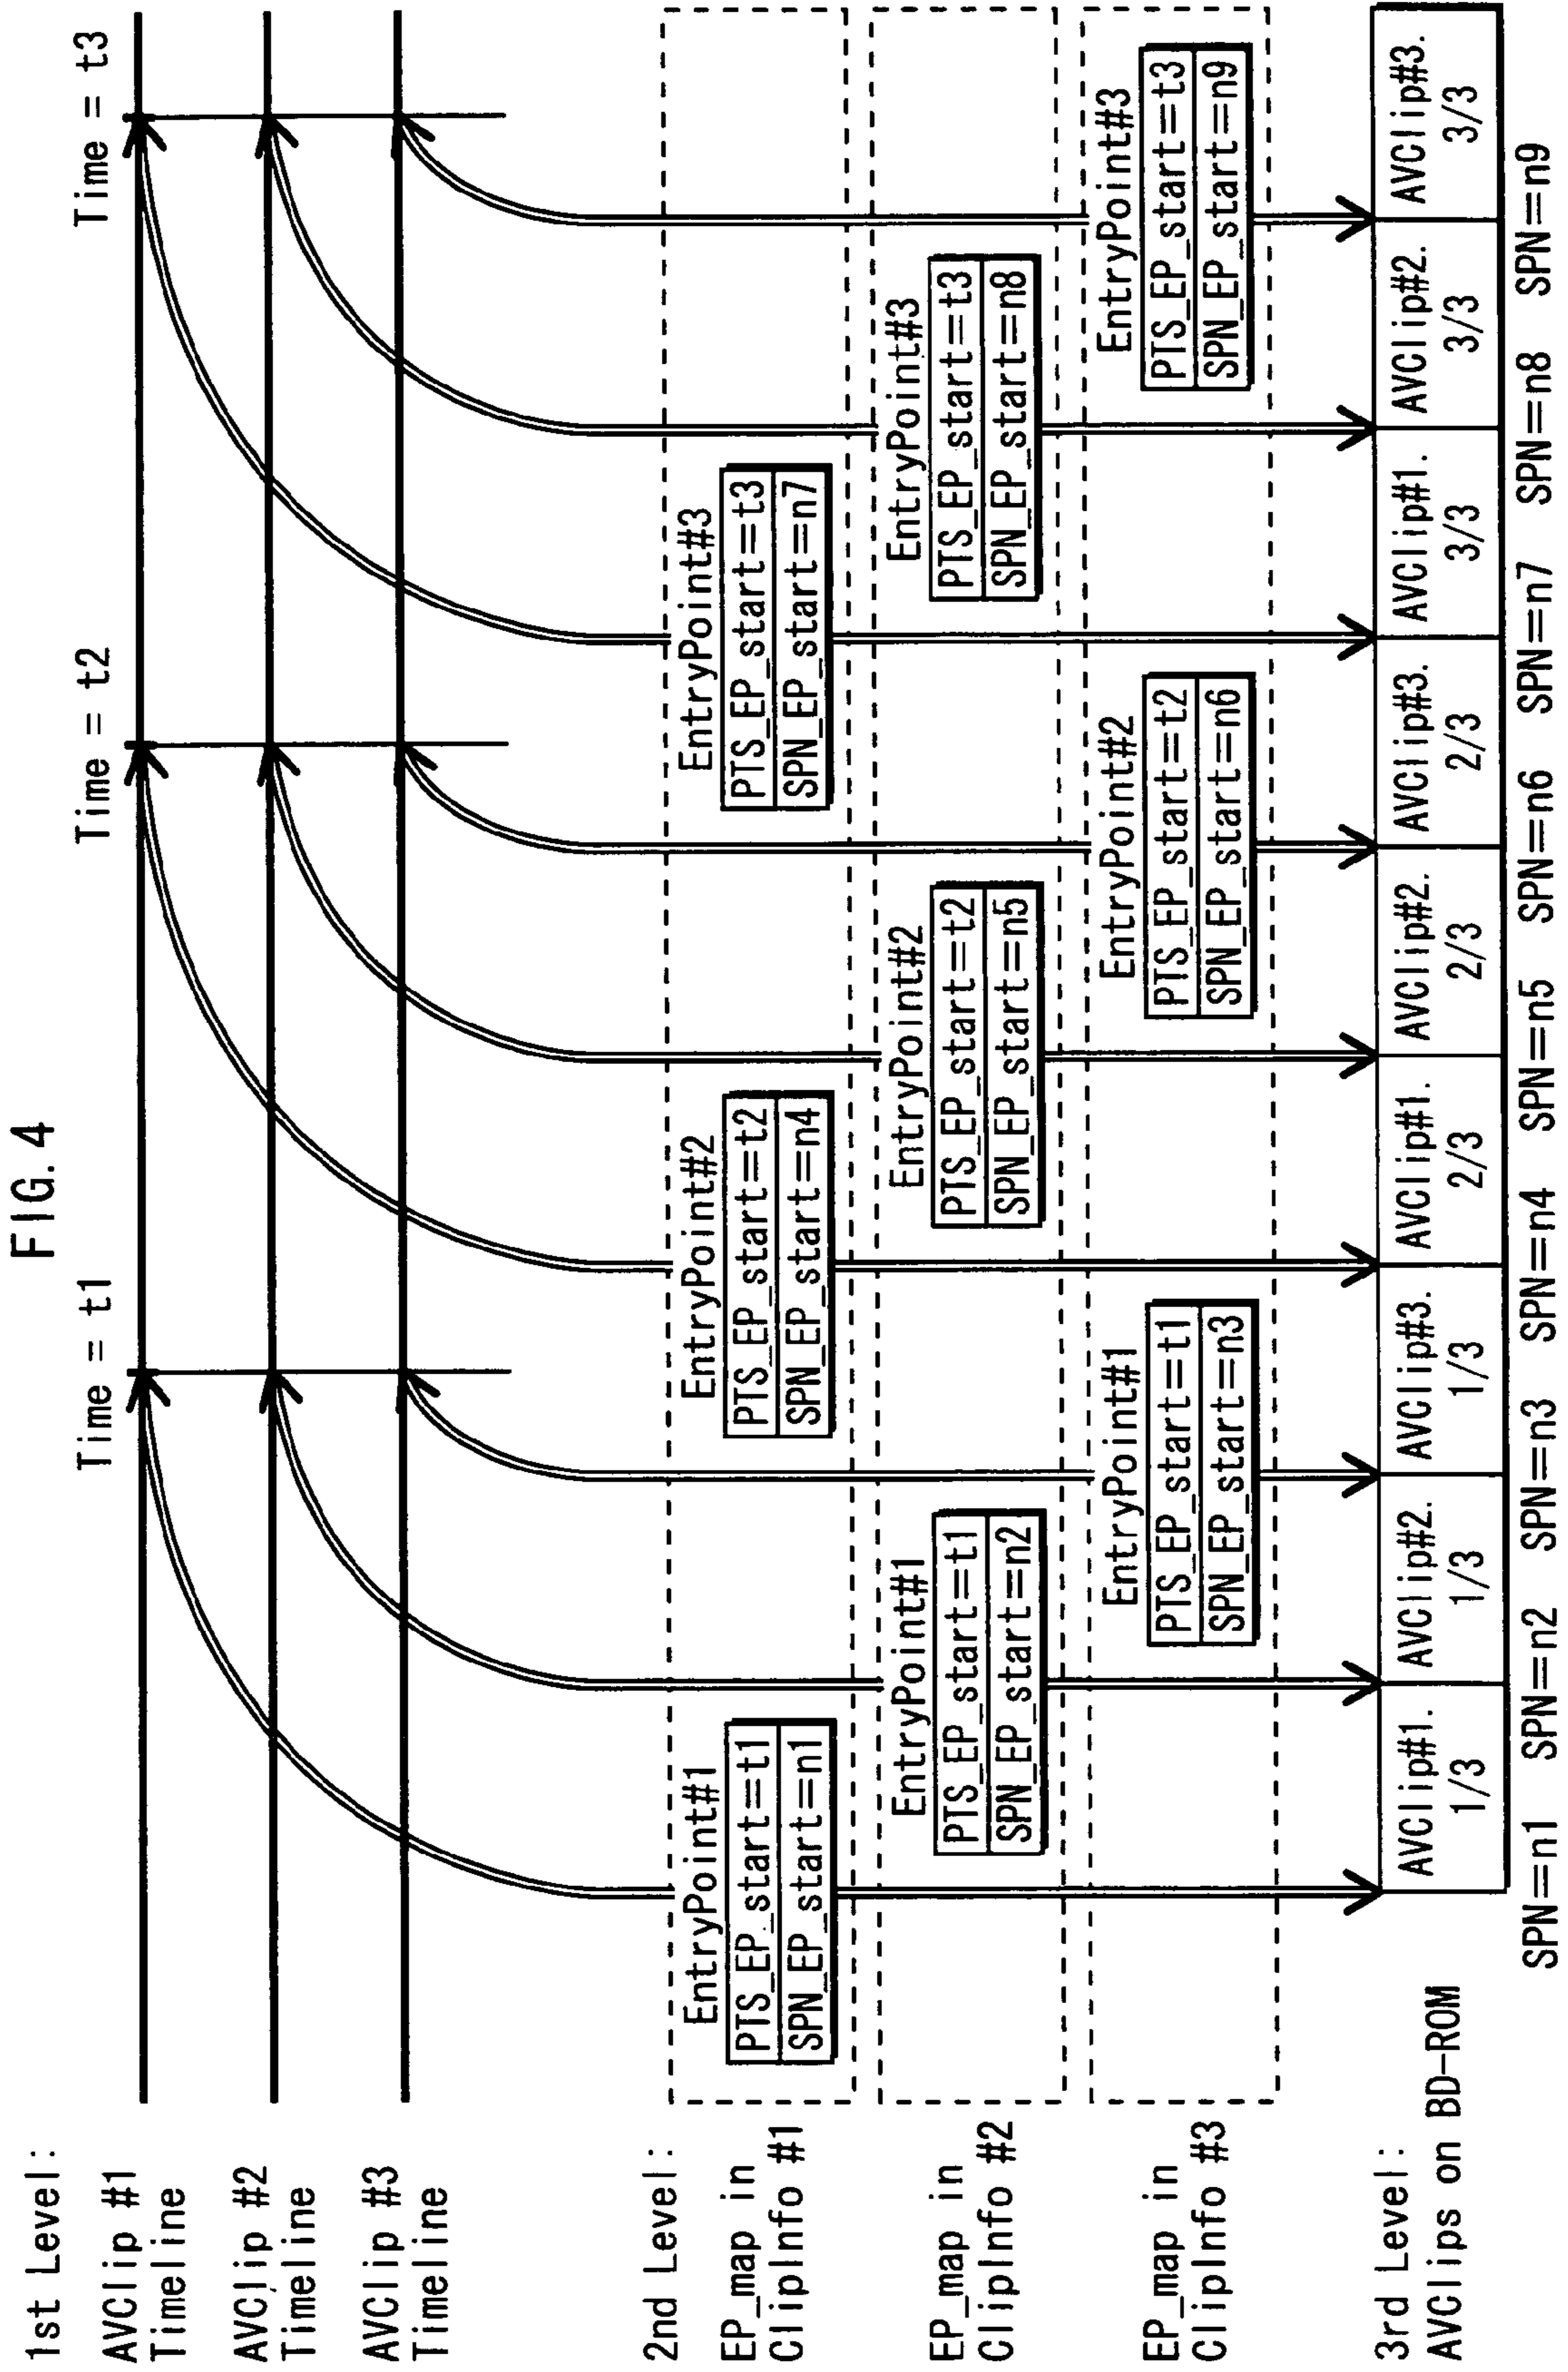 FIG. 4
1st Level:
AVClip #1
Timeline
AVClip #2
Timeline
AVClip #3
Timeline
Time = t1
Time = t2
Time = t3
2nd Level:
EP_map in
ClipInfo #1
EntryPoint#1
PTS_EP_start=t1
SPN_EP_start=n1
EntryPoint#2
PTS_EP_start=t2
SPN_EP_start=n4
EntryPoint#3
PTS_EP_start=t3
SPN_EP_start=n7
EP_map in
ClipInfo #2
EntryPoint#1
PTS_EP_start=t1
SPN_EP_start=n2
EntryPoint#2
PTS_EP_start=t2
SPN_EP_start=n5
EntryPoint#3
PTS_EP_start=t3
SPN_EP_start=n8
EP_map in
ClipInfo #3
EntryPoint#1
PTS_EP_start=t1
SPN_EP_start=n3
EntryPoint#2
PTS_EP_start=t2
SPN_EP_start=n6
EntryPoint#3
PTS_EP_start=t3
SPN_EP_start=n9
3rd Level:
AVClips on BD-ROM
AVClip#1.
1/3
AVClip#2.
1/3
AVClip#3.
1/3
AVClip#1.
2/3
AVClip#2.
2/3
AVClip#3.
2/3
AVClip#1.
3/3
AVClip#2.
3/3
AVClip#3.
3/3
SPN=n1
SPN=n2
SPN=n3
SPN=n4
SPN=n5
SPN=n6
SPN=n7
SPN=n8
SPN=n9